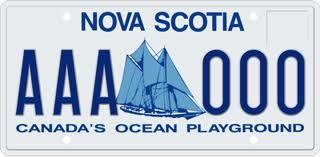 NOVA SCOTIA
AAA 000
CANADA'S OCEAN PLAYGROUND